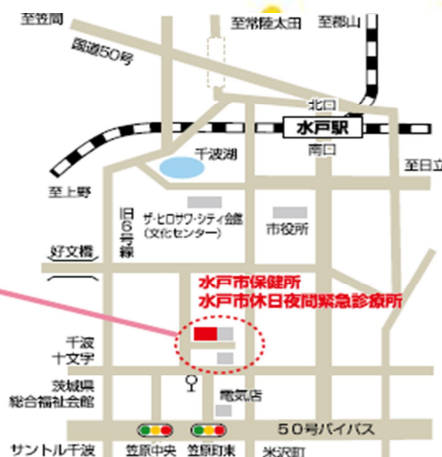 至笠間
至常陸太田
至郡山
国道50号
北口
水戸駅
南口
千波湖
至日立
至上野
旧6号線
ザ・ヒロサワ・シティ会館
(文化センター)
市役所
好文橋
水戸市保健所
水戸市休日夜間緊急診療所
千波
十文字
茨城県
総合福祉会館
電気店
50号バイパス
サントル千波
笠原中央
笠原町東
米沢町